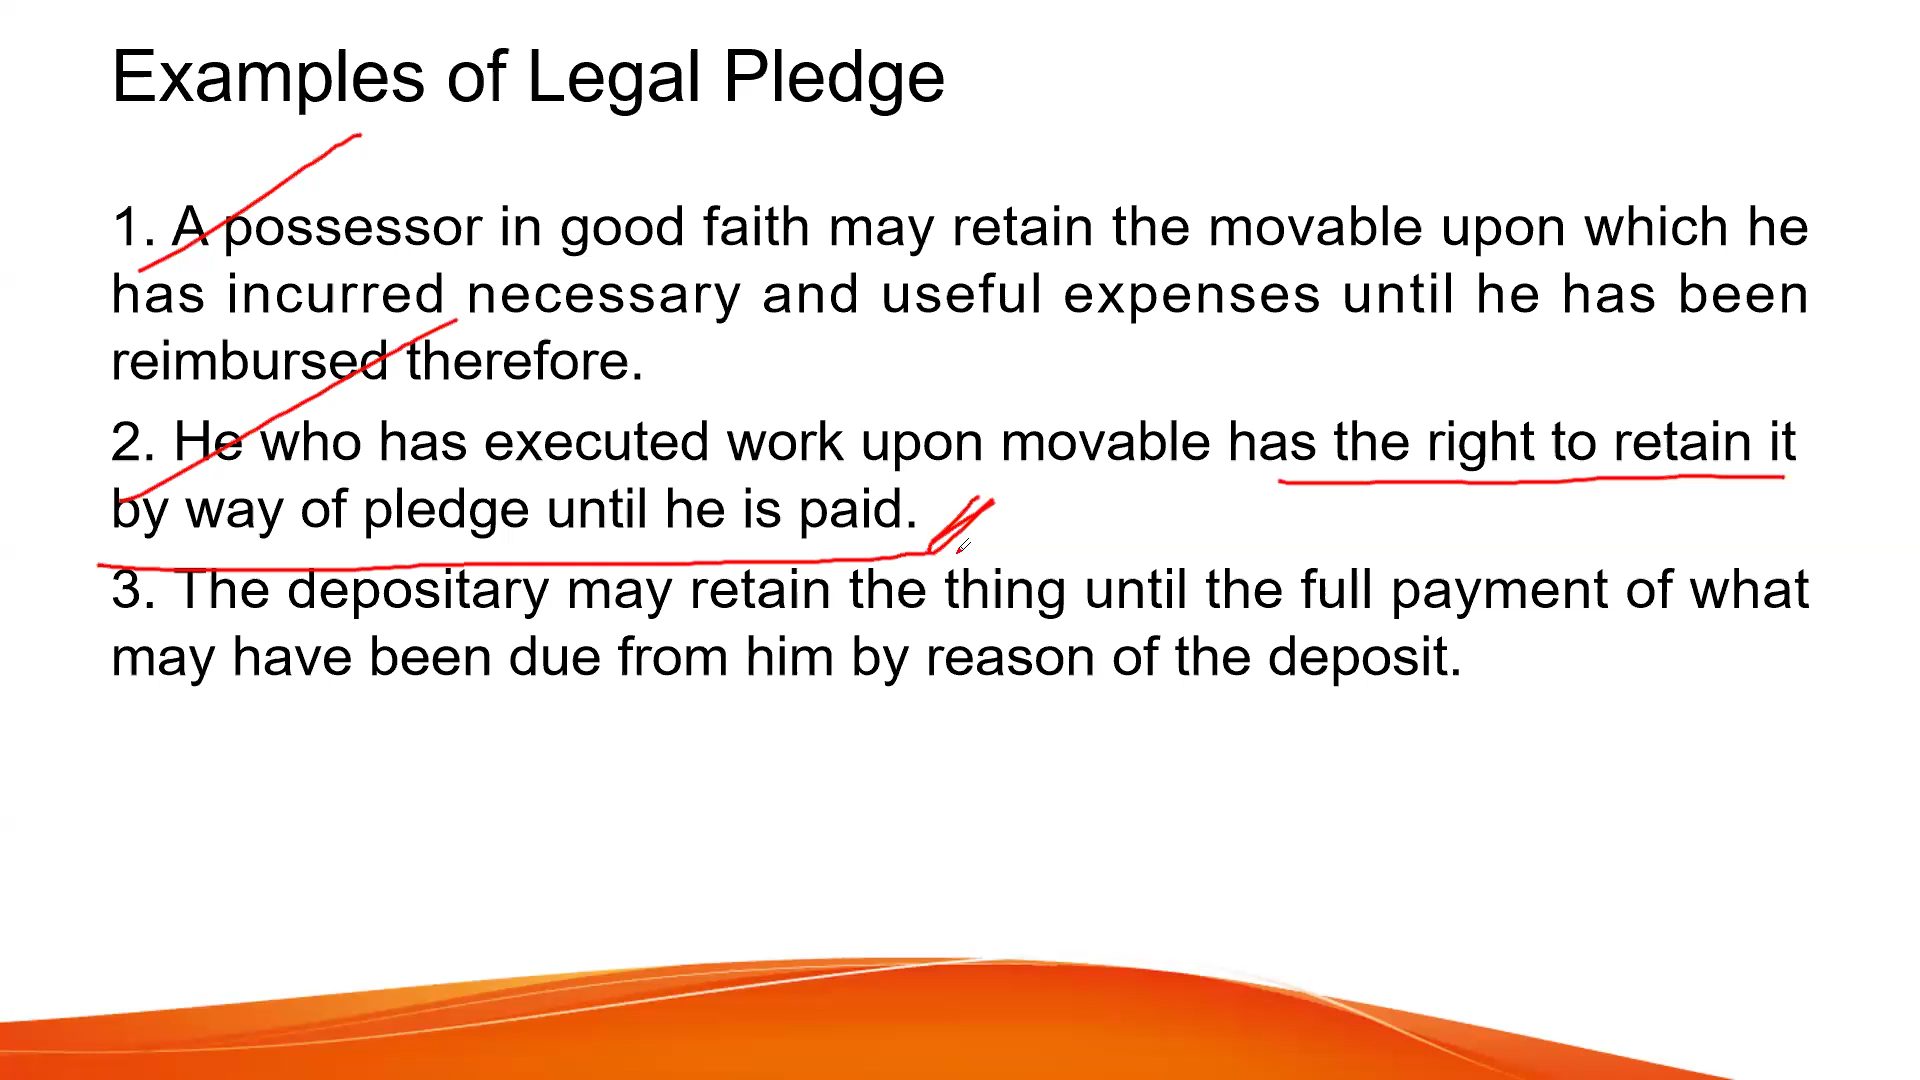 Examples of Legal Pledge
1. A possessor in good faith may retain the movable upon which he
has incurred necessary and useful expenses until he has been
reimbursed therefore.
2. He who has executed work upon movable has the right to retain it
by way of pledge until he is paid.
3. The depositary may retain the thing until the full payment of what
may have been due from him by reason of the deposit.